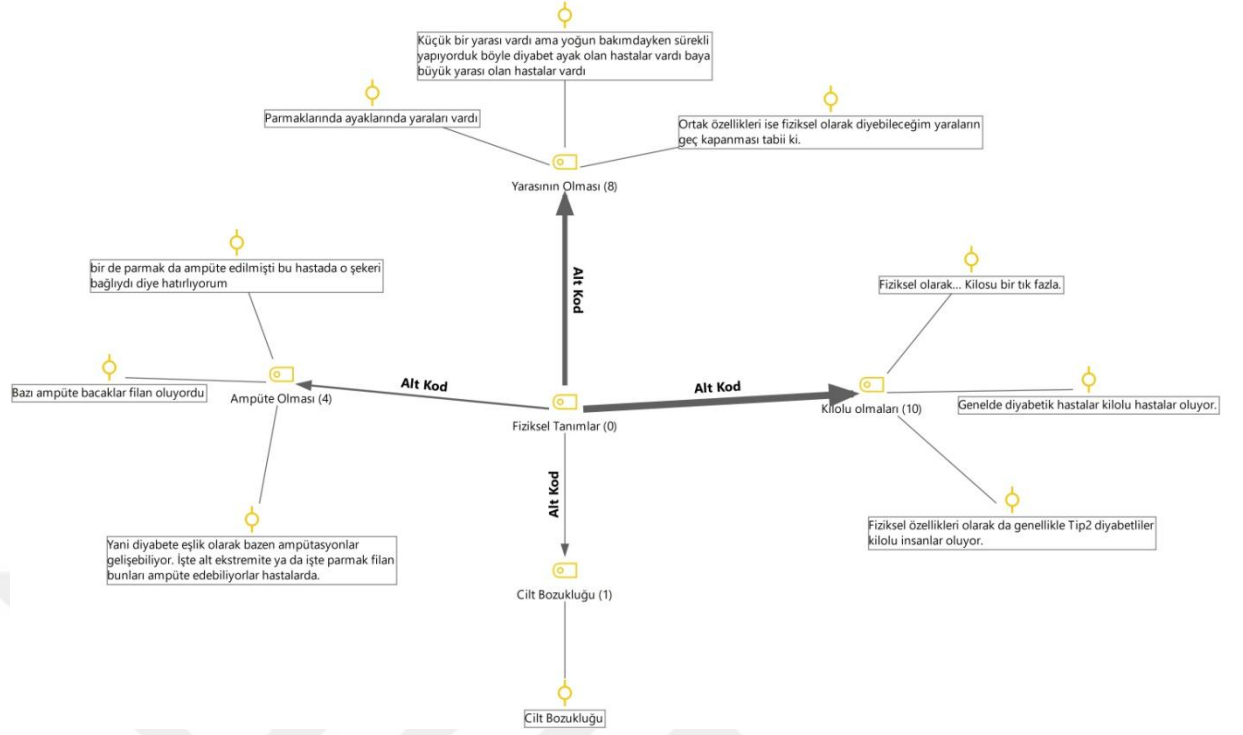 Küçük bir yarası vardı ama yoğun bakımdayken sürekli
yapıyorduk böyle diyabet ayak olan hastalar vardı baya
büyük yarası olan hastalar vardı
Parmaklarında ayaklarında yaraları vardı
Ortak özellikleri ise fiziksel olarak diyebileceğim yaraların
geç kapanması tabii ki.
Yarasının Olması (8)
Alt Kod
bir de parmak da ampüte edilmişti bu hastada o şekeri
bağlıydı diye hatırlıyorum
Fiziksel olarak... Kilosu bir tık fazla.
Bazı ampüte bacaklar filan oluyordu
Ampüte Olması (4)
Alt Kod
Fiziksel Tanımlar (0)
Alt Kod
Kilolu olmaları (10)
Genelde diyabetik hastalar kilolu hastalar oluyor.
Alt Kod
Yani diyabete eşlik olarak bazen ampütasyonlar
gelişebiliyor. İşte alt ekstremite ya da işte parmak filan
bunları ampüte edebiliyorlar hastalarda.
Fiziksel özellikleri olarak da genellikle Tip2 diyabetliler
kilolu insanlar oluyor.
Cilt Bozukluğu (1)
Cilt Bozukluğu